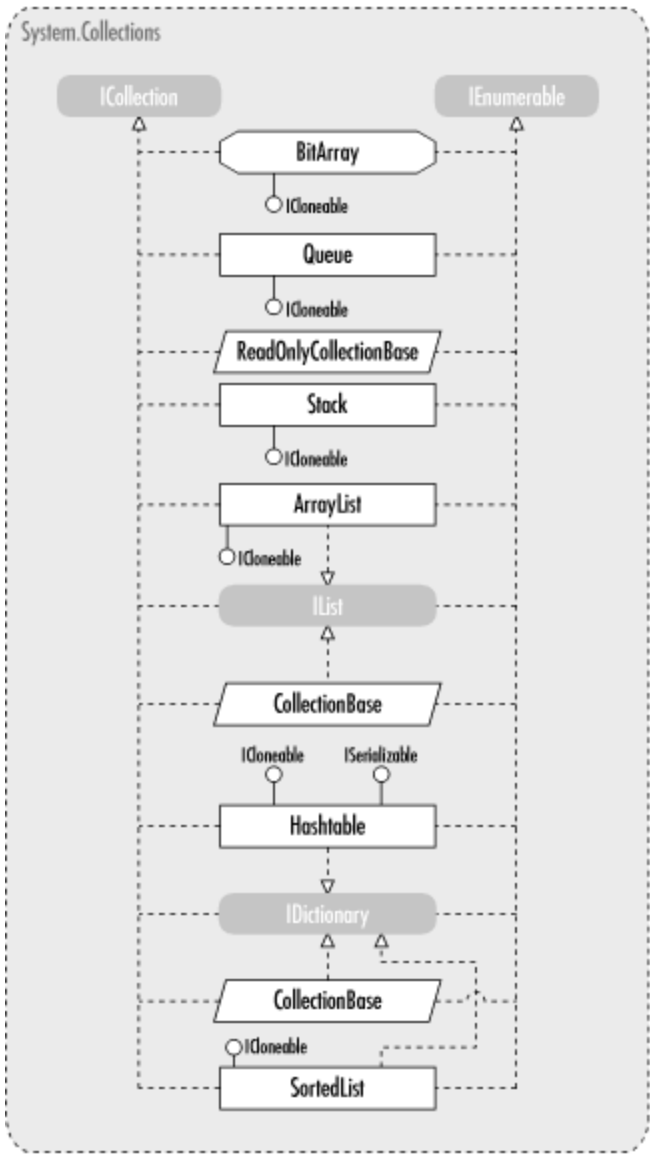 System.Collections
ICollection
IEnumerable
BitArray
ICloneable
Queue
ICloneable
ReadOnlyCollectionBase
Stack
ICloneable
ArrayList
ICloneable
IList
CollectionBase
ICloneable
ISerializable
Hashtable
IDictionary
CollectionBase
ICloneable
SortedList